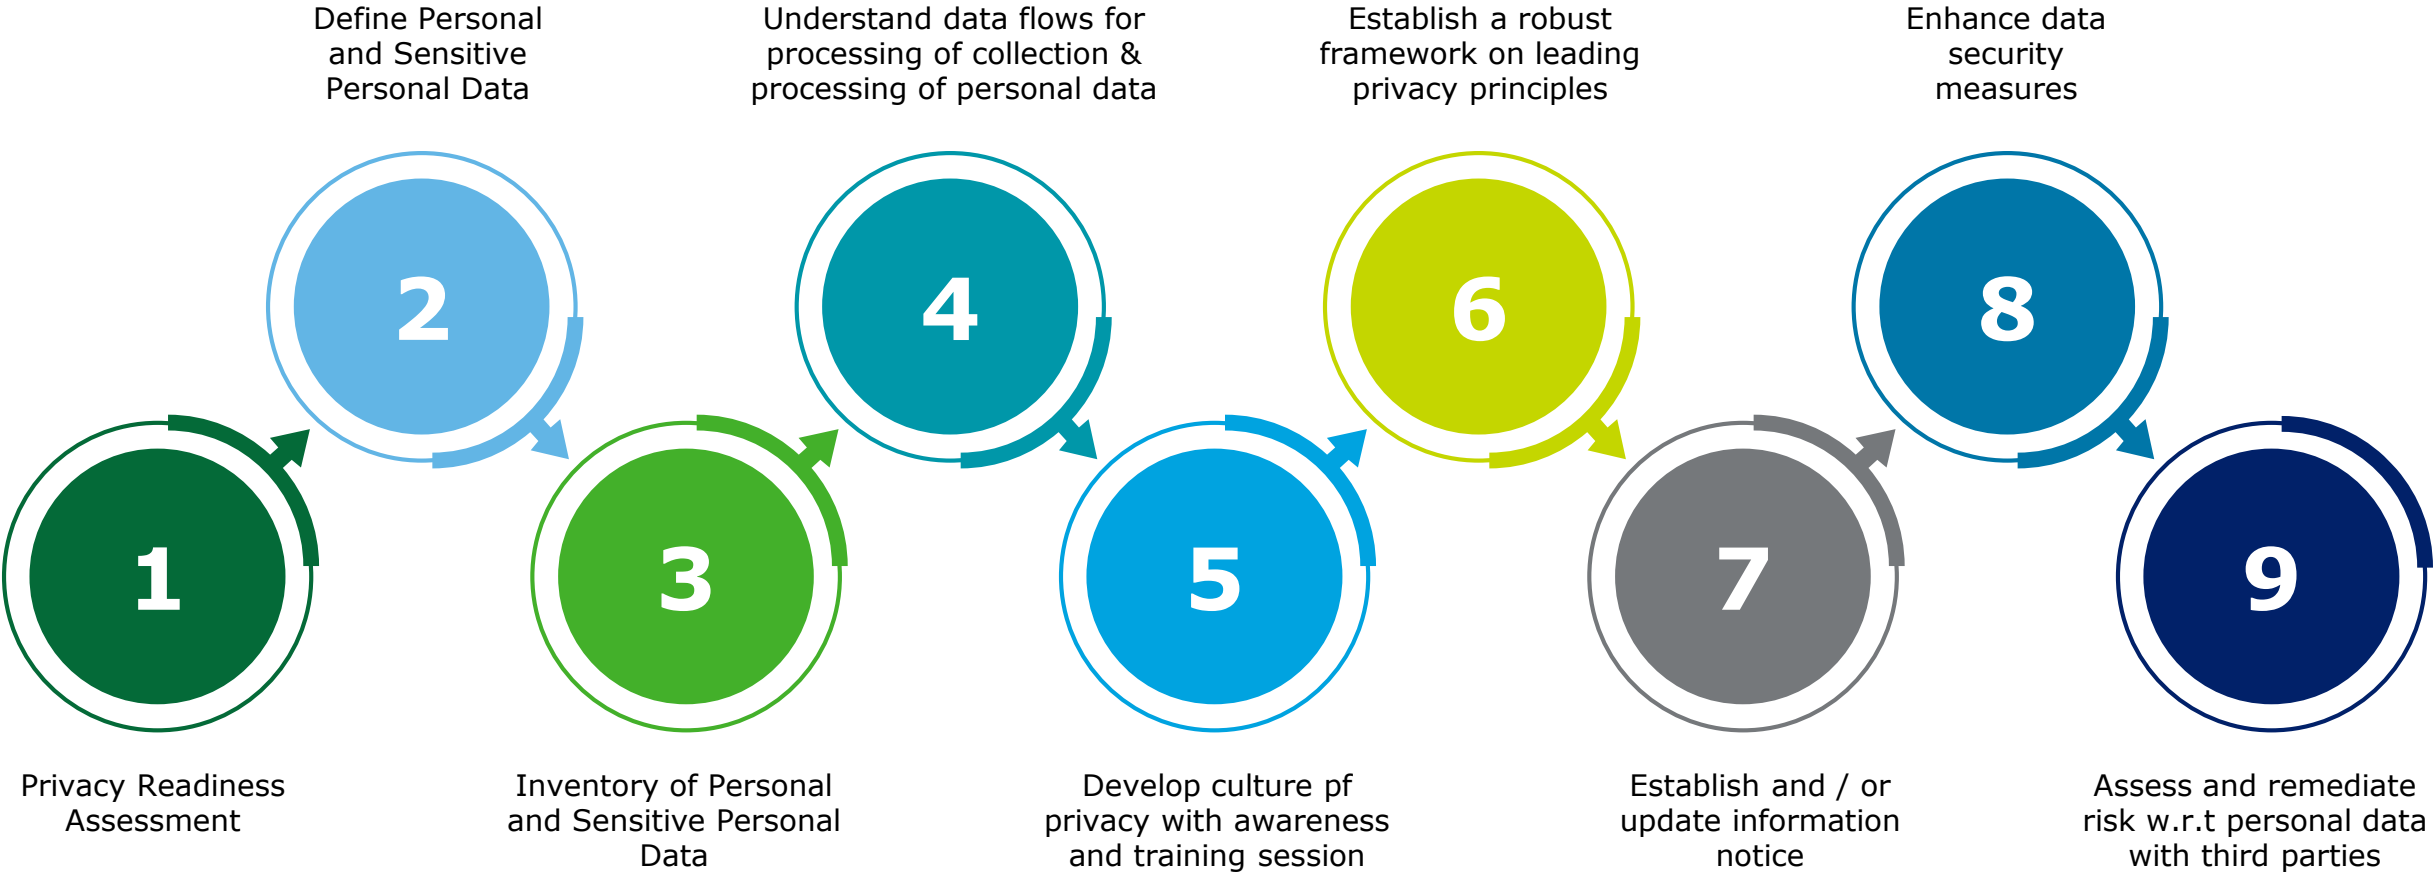 Define Personal
and Sensitive
Personal Data
Understand data flows for
processing of collection &
processing of personal data
Establish a robust
framework on leading
privacy principles
Enhance data
security
measures
1
2
3
4
5
6
7
8
9
Privacy Readiness
Assessment
Inventory of Personal
and Sensitive Personal
Data
Develop culture pf
privacy with awareness
and training session
Establish and / or
update information
notice
Assess and remediate
risk w.r.t personal data
with third parties